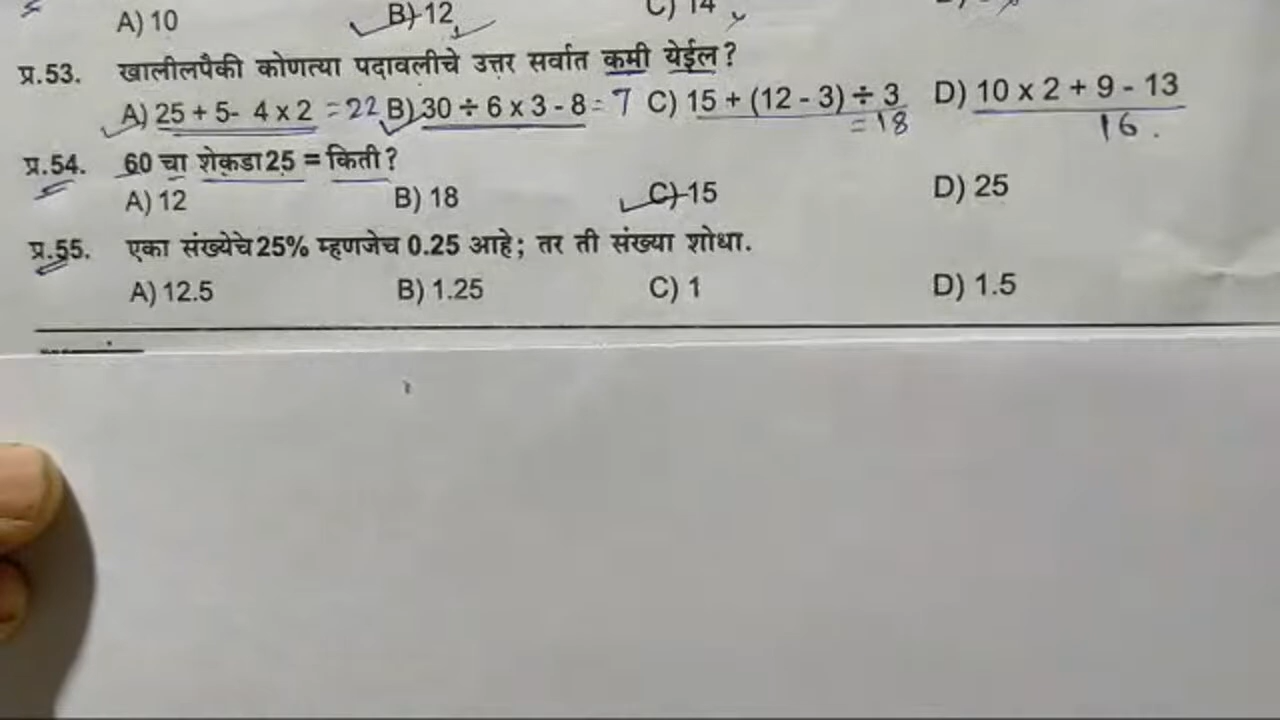 A) 10 B) 12 C) 14
प्र.53. खालीलपैकी कोणत्या पदावलीचे उत्तर सर्वात कमी येईल ?
A) 25 + 5- 4 x 2 = 22 B) 30 ÷ 6 x 3 - 8 = 7 C) 15 + (12 - 3) ÷ 3 = 18 D) 10 x 2 + 9 - 13 16 .
प्र.54. 60 चा शेकडा 25 = किती ?
A) 12 B) 18 C) 15 D) 25
प्र.55. एका संख्येचे 25% म्हणजेच 0.25 आहे ; तर ती संख्या शोधा.
A) 12.5 B) 1.25 C) 1 D) 1.5